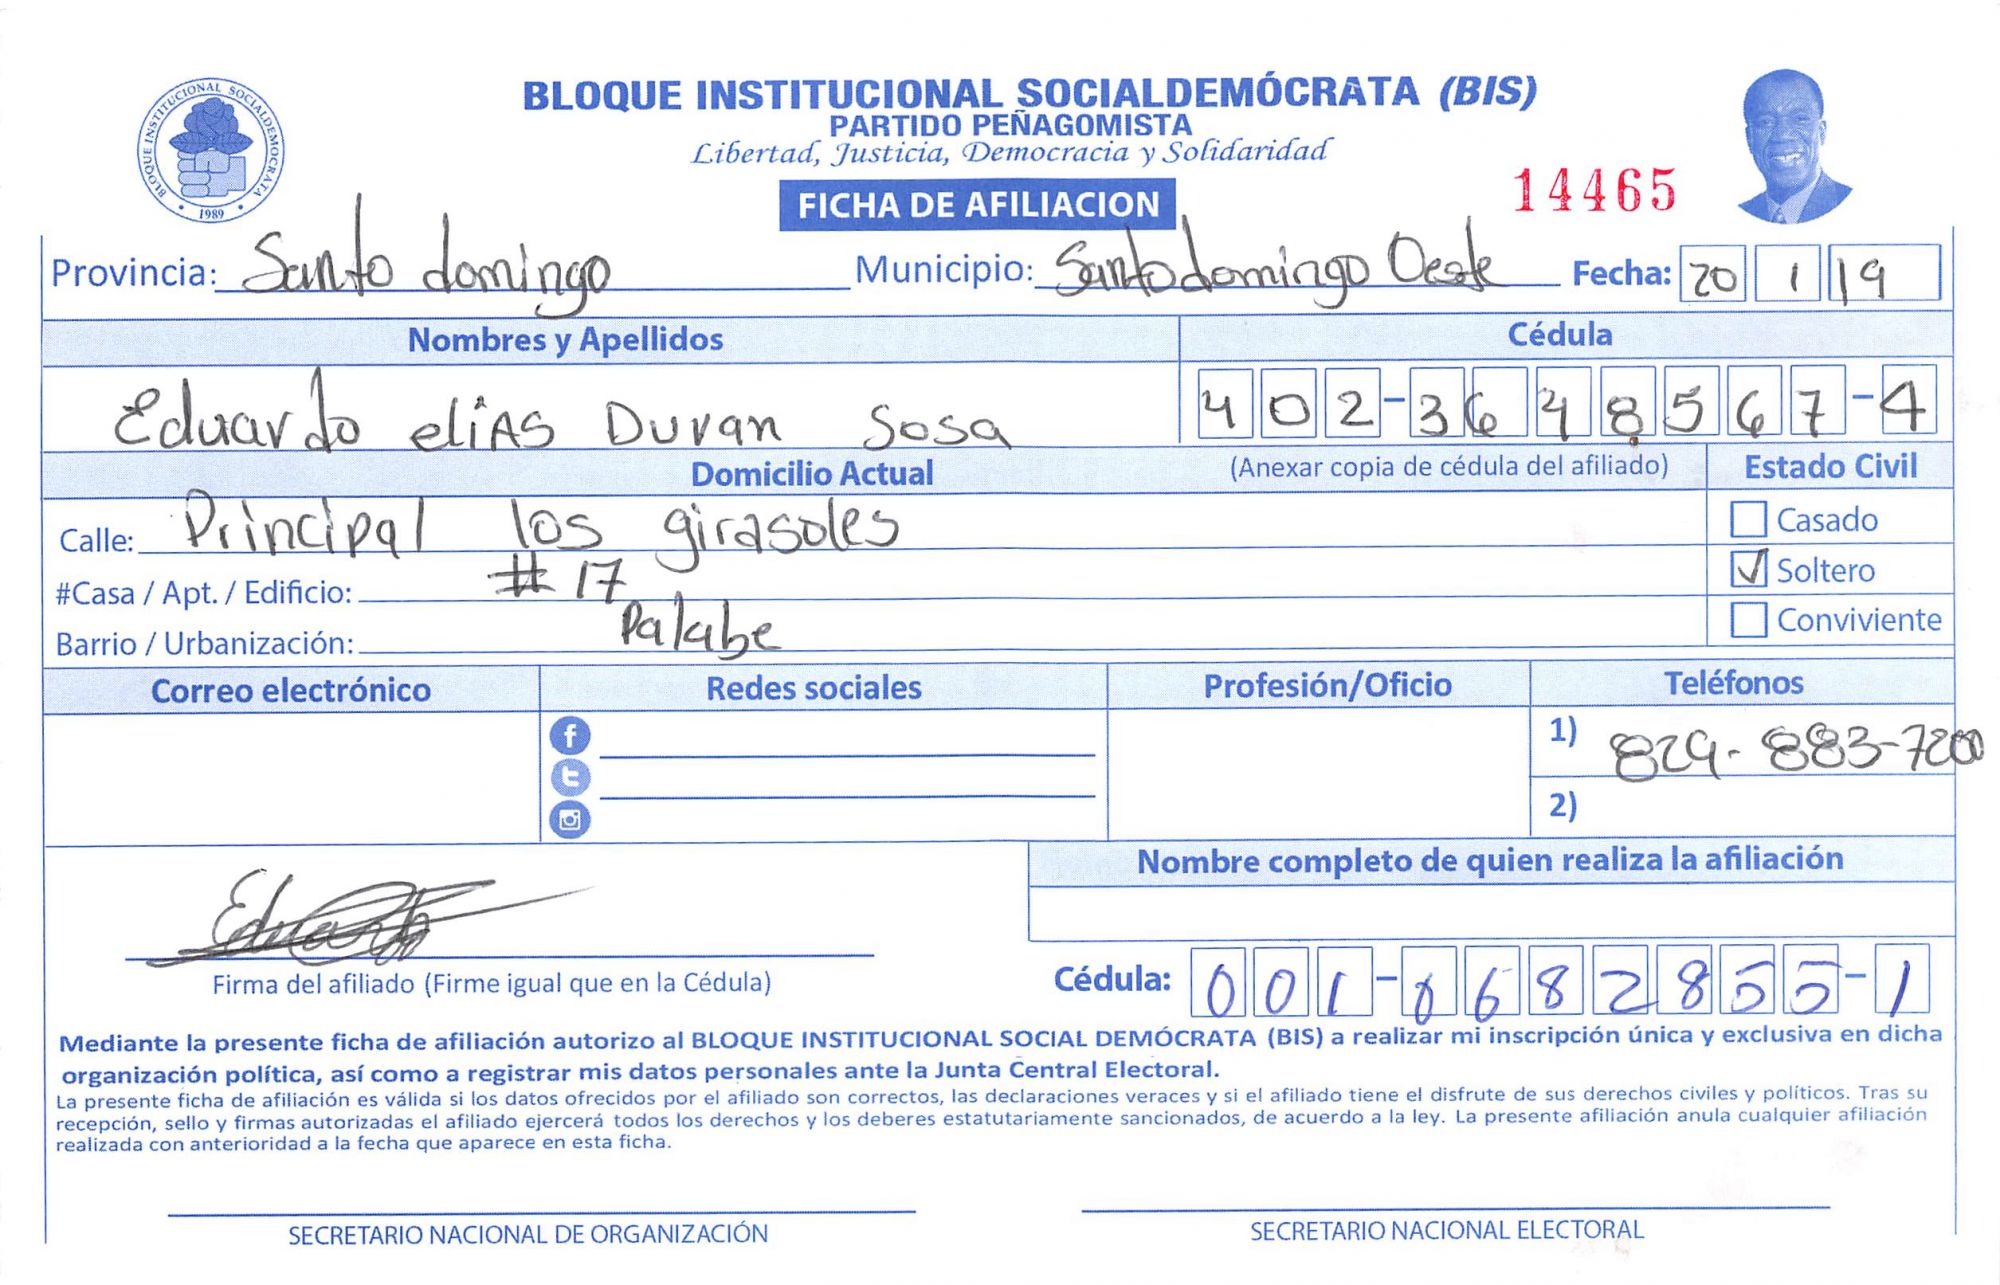 BLOQUE INSTITUCIONAL SOCIALDEMOCRATA
1989
BLOQUE INSTITUCIONAL SOCIALDEMÓCRATA (BIS)
PARTIDO PEÑAGOMISTA
Libertad, Justicia, Democracia y Solidaridad
FICHA DE AFILIACION
14465
Provincia: Santo domingo Municipio: Santo domingo Oeste Fecha: 20 1 19
Nombres y Apellidos Cédula
Eduardo elias Duran Sosa 402-3648567-4
Domicilio Actual (Anexar copia de cédula del afiliado) Estado Civil
Calle: Principal los girasoles Casado
#Casa / Apt. / Edificio: # 17 Soltero
Barrio / Urbanización: Palabe Conviviente
Correo electrónico Redes sociales Profesión/Oficio Teléfonos
1) 829-883-7200
2)
Nombre completo de quien realiza la afiliación
Eduardo
Firma del afiliado (Firme igual que en la Cédula) Cédula: 001-0682855-1
Mediante la presente ficha de afiliación autorizo al BLOQUE INSTITUCIONAL SOCIAL DEMÓCRATA (BIS) a realizar mi inscripción única y exclusiva en dicha
organización política, así como a registrar mis datos personales ante la Junta Central Electoral.
La presente ficha de afiliación es válida si los datos ofrecidos por el afiliado son correctos, las declaraciones veraces y si el afiliado tiene el disfrute de sus derechos civiles y políticos. Tras su
recepción, sello y firmas autorizadas el afiliado ejercerá todos los derechos y los deberes estatutariamente sancionados, de acuerdo a la ley. La presente afiliación anula cualquier afiliación
realizada con anterioridad a la fecha que aparece en esta ficha.
SECRETARIO NACIONAL DE ORGANIZACIÓN SECRETARIO NACIONAL ELECTORAL